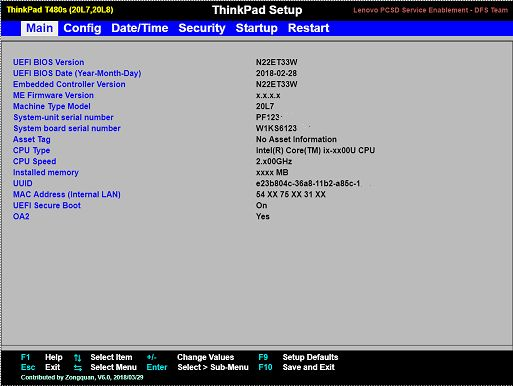 ThinkPad T480s (20L7,20L8) ThinkPad Setup Lenovo PCSD Service Enablement - DFS Team
Main Config Date/Time Security Startup Restart
UEFI BIOS Version N22ET33W
UEFI BIOS Date (Year-Month-Day) 2018-02-28
Embedded Controller Version N22ET33W
ME Firmware Version x.x.x.x
Machine Type Model 20L7
System-unit serial number PF123
System board serial number W1KS6123
Asset Tag No Asset Information
CPU Type Intel(R) Core(TM) ix-xx00U CPU
CPU Speed 2.x00GHz
Installed memory xxxx MB
UUID e23b804c-36a8-11b2-a85c-1
MAC Address (Internal LAN) 54 XX 75 XX 31 XX
UEFI Secure Boot On
OA2 Yes
F1 Help ↑↓ Select Item +/- Change Values F9 Setup Defaults
Esc Exit ⇆ Select Menu Enter Select > Sub-Menu F10 Save and Exit
Contributed by Zongquan, V6.0, 2018/03/29